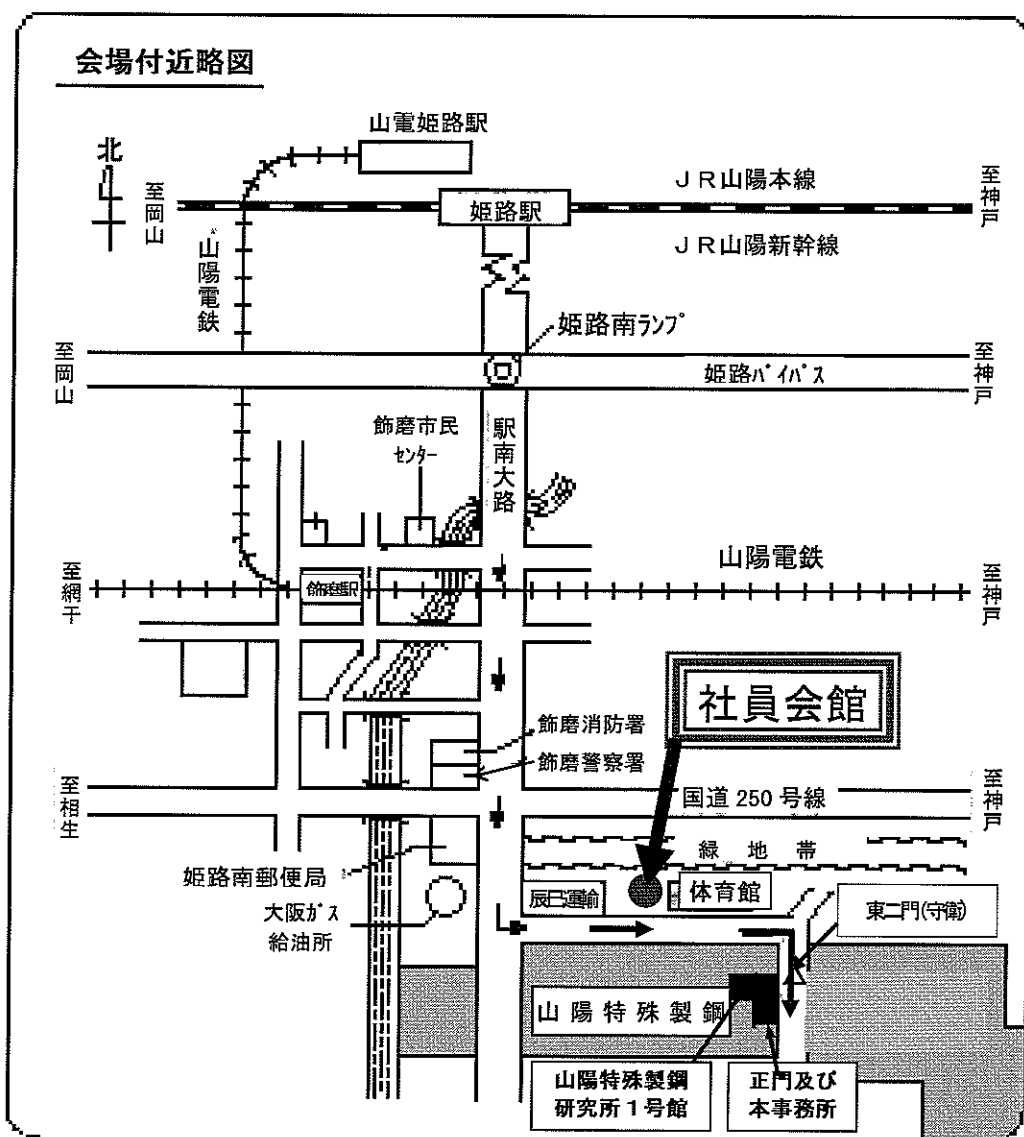 会場付近略図
山電姫路駅
北
至岡山
至神戸
JR山陽本線
姫路駅
JR山陽新幹線
山陽電鉄
姫路南ランプ
至岡山
至神戸
姫路バイパス
飾磨市民
センター
駅南大路
山陽電鉄
至網干
飾磨駅
至神戸
社員会館
飾磨消防署
飾磨警察署
至相生
国道250号線
至神戸
緑地帯
姫路南郵便局
辰巳運輸
体育館
東二門(守衛)
大阪ガス
給油所
山陽特殊製鋼
山陽特殊製鋼
研究所1号館
正門及び
本事務所